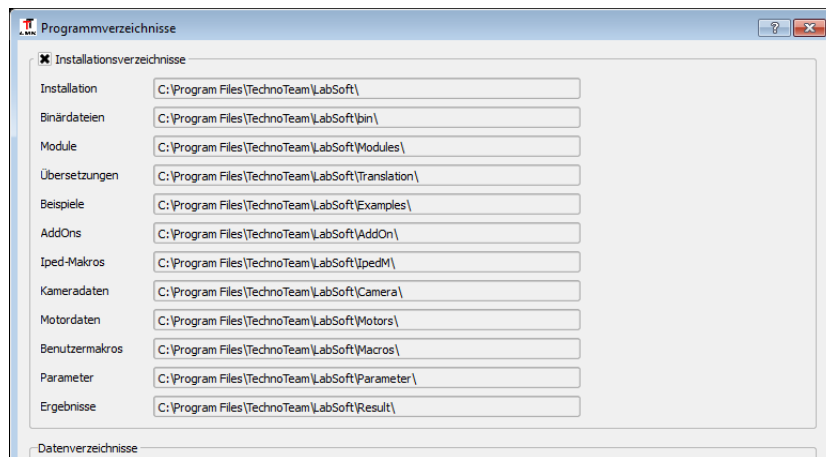 Programmverzeichnisse
Installationsverzeichnisse
Installation C:\Program Files\TechnoTeam\LabSoft\
Binärdateien C:\Program Files\TechnoTeam\LabSoft\bin\
Module C:\Program Files\TechnoTeam\LabSoft\Modules\
Übersetzungen C:\Program Files\TechnoTeam\LabSoft\Translation\
Beispiele C:\Program Files\TechnoTeam\LabSoft\Examples\
AddOns C:\Program Files\TechnoTeam\LabSoft\AddOn\
Iped-Makros C:\Program Files\TechnoTeam\LabSoft\IpedM\
Kameradaten C:\Program Files\TechnoTeam\LabSoft\Camera\
Motordaten C:\Program Files\TechnoTeam\LabSoft\Motors\
Benutzermakros C:\Program Files\TechnoTeam\LabSoft\Macros\
Parameter C:\Program Files\TechnoTeam\LabSoft\Parameter\
Ergebnisse C:\Program Files\TechnoTeam\LabSoft\Result\
Datenverzeichnisse